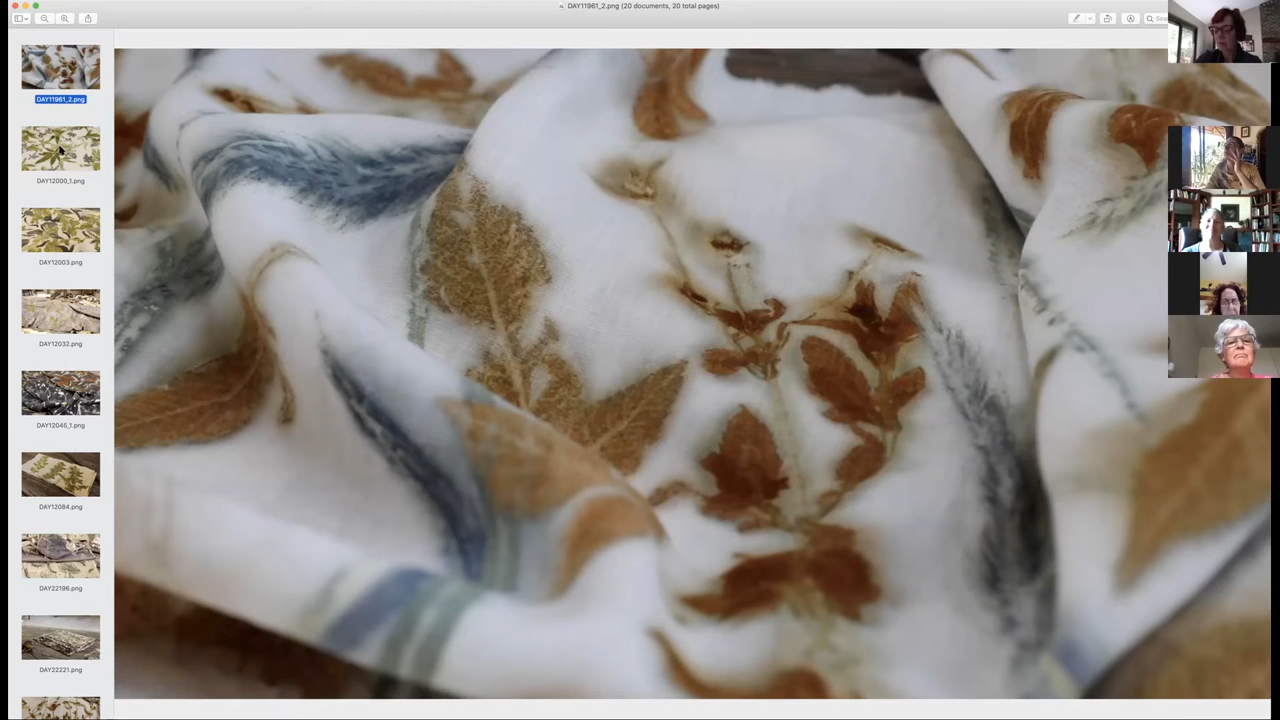 DAY11961_2.png (20 documents, 20 total pages)
DAY11961_2.png
DAY12000_1.png
DAY12003.png
DAY12032.png
DAY12045_1.png
DAY12084.png
DAY22196.png
DAY22221.png